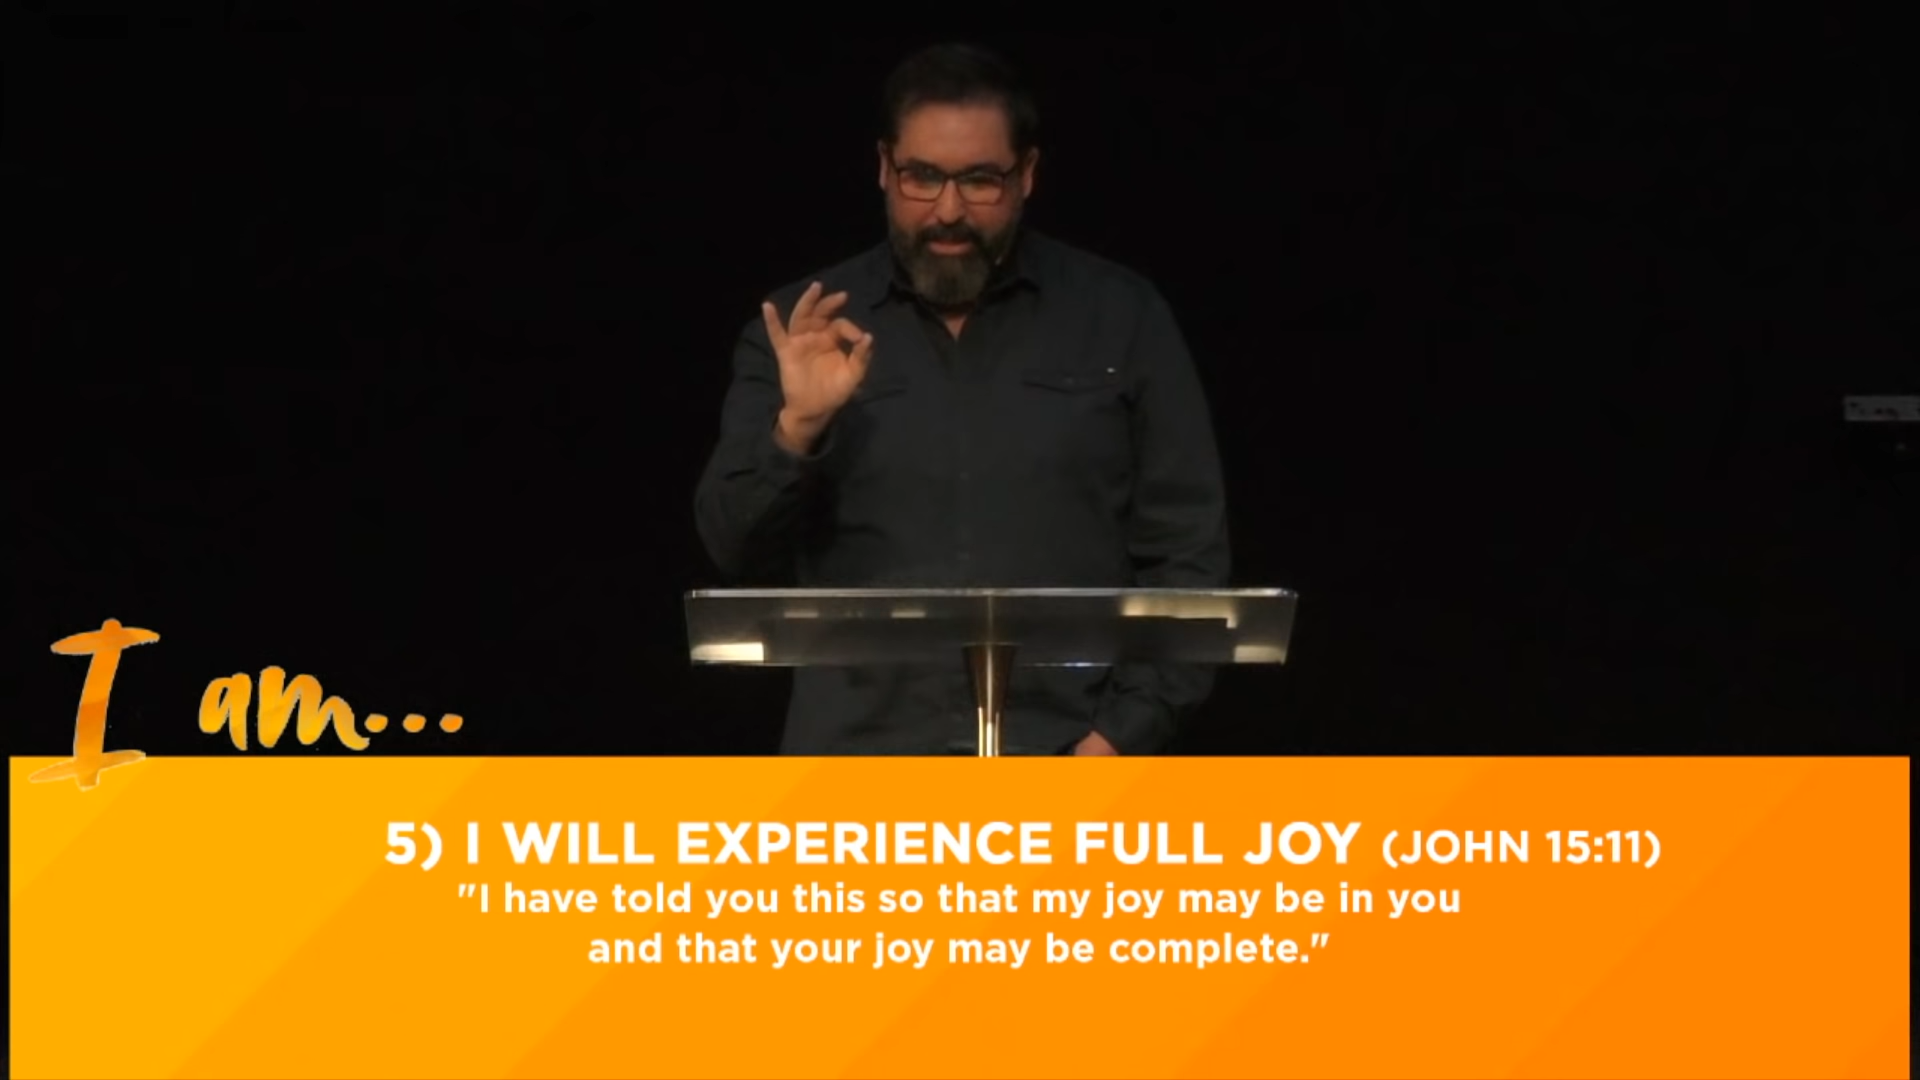 I am...
5) I WILL EXPERIENCE FULL JOY (JOHN 15:11)
"I have told you this so that my joy may be in you
and that your joy may be complete."